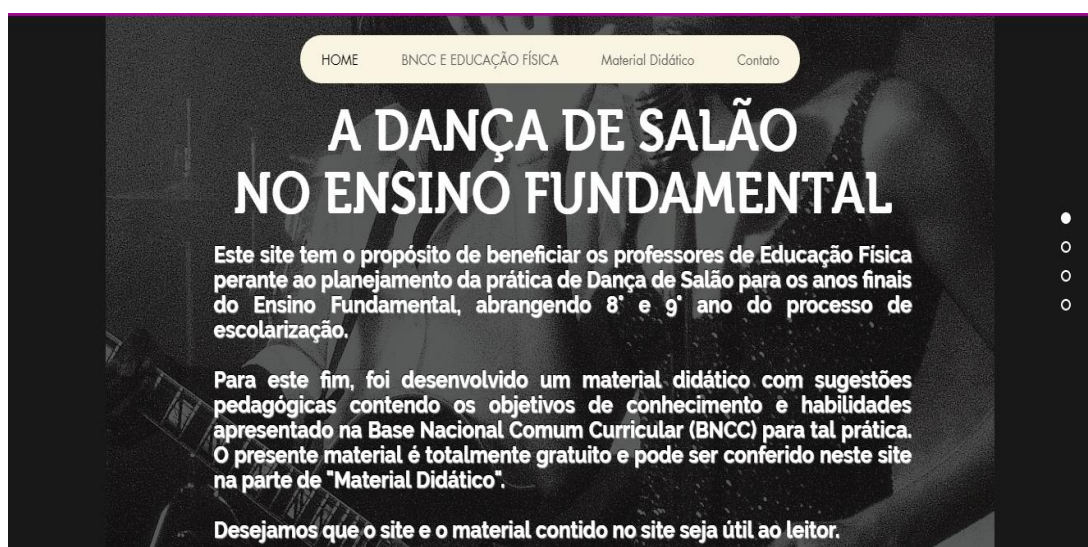 HOME BNCC E EDUCAÇÃO FÍSICA Material Didático Contato
A DANÇA DE SALÃO
NO ENSINO FUNDAMENTAL
Este site tem o propósito de beneficiar os professores de Educação Física
perante ao planejamento da prática de Dança de Salão para os anos finais
do Ensino Fundamental, abrangendo 8° e 9° ano do processo de
escolarização.
Para este fim, foi desenvolvido um material didático com sugestões
pedagógicas contendo os objetivos de conhecimento e habilidades
apresentado na Base Nacional Comum Curricular (BNCC) para tal prática.
O presente material é totalmente gratuito e pode ser conferido neste site
na parte de "Material Didático".
Desejamos que o site e o material contido no site seja útil ao leitor.